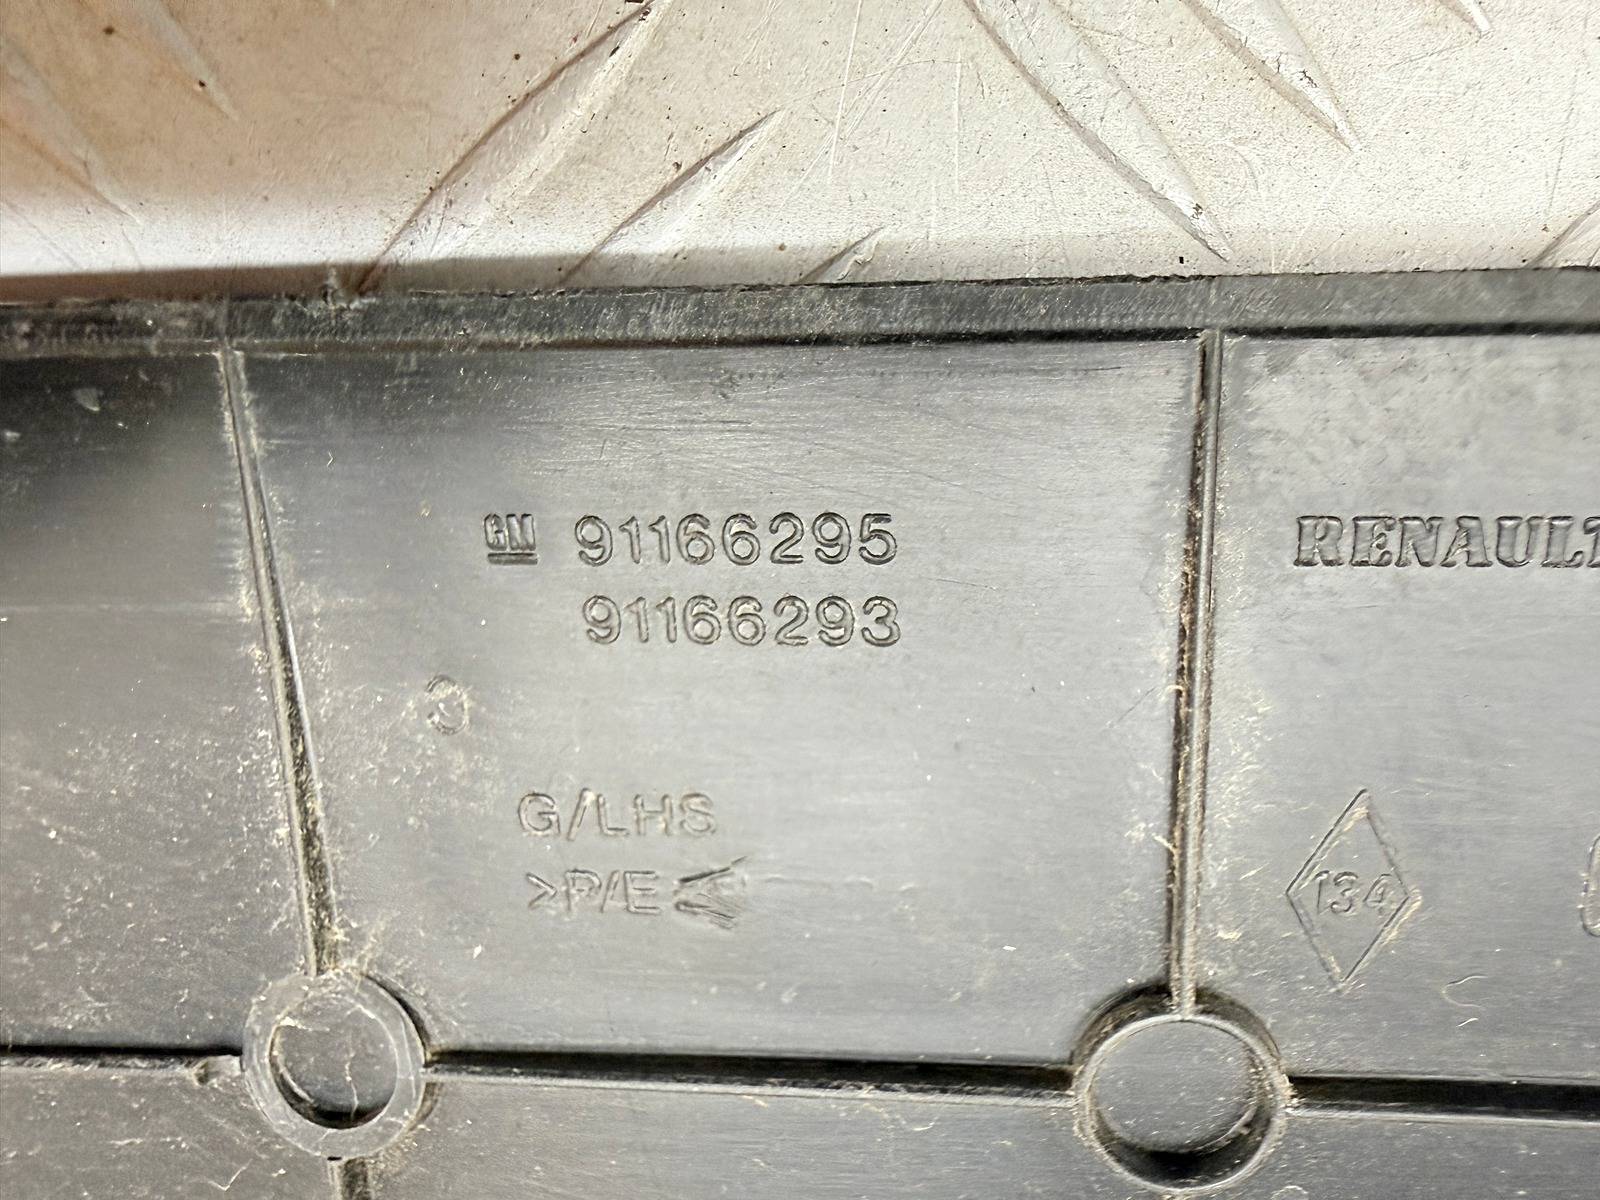 GM 91166295
91166293
RENAULT
G/LHS
>P/E
134